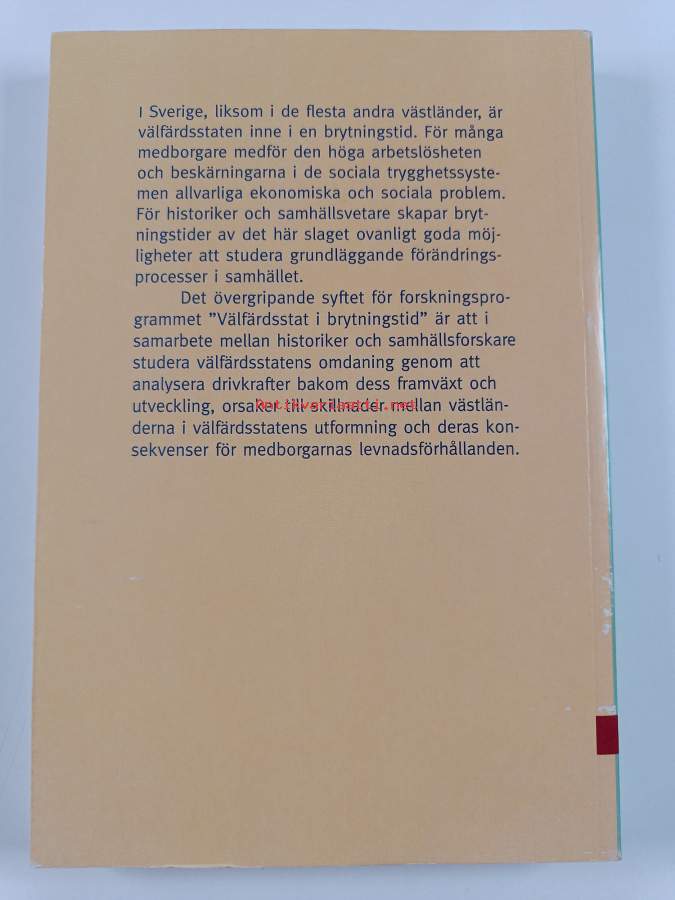 I Sverige, liksom i de flesta andra västländer, är
välfärdsstaten inne i en brytningstid. För många
medborgare medför den höga arbetslösheten
och beskärningarna i de sociala trygghetssyste-
men allvarliga ekonomiska och sociala problem.
För historiker och samhällsvetare skapar bryt-
ningstider av det här slaget ovanligt goda möj-
ligheter att studera grundläggande förändrings-
processer i samhället.
Det övergripande syftet för forskningspro-
grammet ”Välfärdsstat i brytningstid” är att i
samarbete mellan historiker och samhällsforskare
studera välfärdsstatens omdaning genom att
analysera drivkrafter bakom dess framväxt och
utveckling, orsaker till skillnader mellan västlän-
derna i välfärdsstatens utformning och deras kon-
sekvenser för medborgarnas levnadsförhållanden.
Antikvariaatti.net